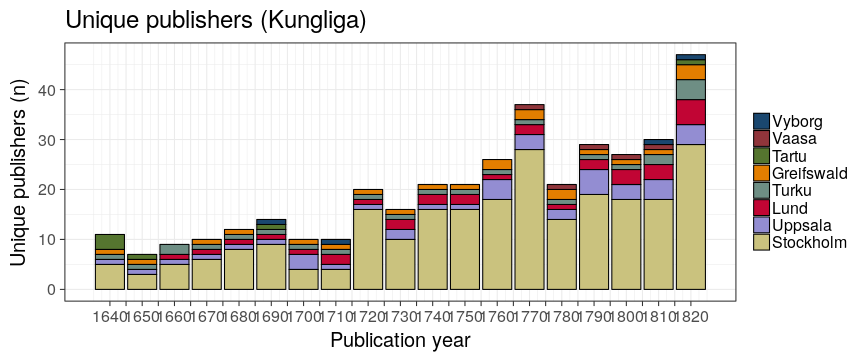 Unique publishers (Kungliga)
Unique publishers (n)
40
30
20
10
0
1640 1650 1660 1670 1680 1690 1700 1710 1720 1730 1740 1750 1760 1770 1780 1790 1800 1810 1820
Publication year
Vyborg
Vaasa
Tartu
Greifswald
Turku
Lund
Uppsala
Stockholm